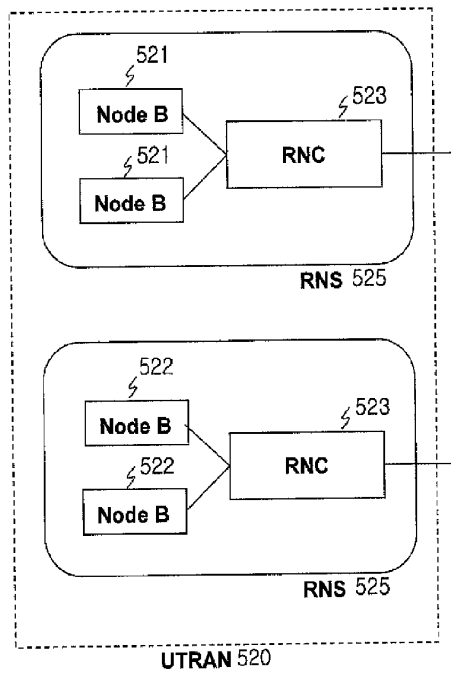 521
Node B
523
RNC
521
Node B
RNS 525
522
Node B
523
RNC
522
Node B
RNS 525
UTRAN 520